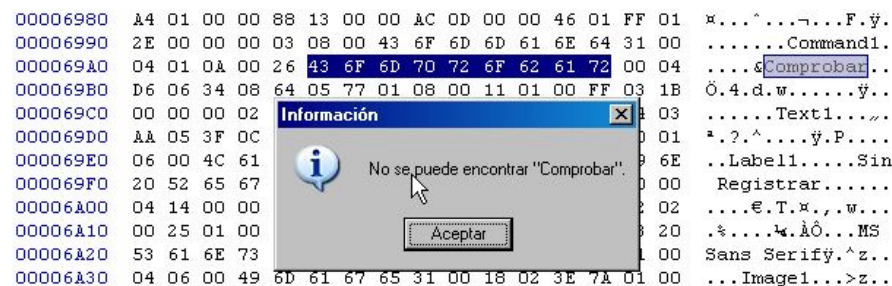 00006980 A4 01 00 00 88 13 00 00 AC 0D 00 00 46 01 FF 01 ¤...ˆ...¬...F.ÿ.
00006990 2E 00 00 00 03 08 00 43 6F 6D 6D 61 6E 64 31 00 .......Command1.
000069A0 04 01 0A 00 26 43 6F 6D 70 72 6F 62 61 72 00 04 ....&Comprobar..
000069B0 D6 06 34 08 64 05 77 01 08 00 11 01 00 FF 03 1B Ö.4.d.w......ÿ..
000069C0 00 00 00 02 03 ......Text1...„.
000069D0 AA 05 3F 0C 01 ª.?.^....ÿ.P....
000069E0 06 00 4C 61 6E ..Label1.....Sin
000069F0 20 52 65 67 00 Registrar......
00006A00 04 14 00 00 02 ....€.T.¤.,.w...
00006A10 00 25 01 00 20 .%....¼.ÀÔ...MS
00006A20 53 61 6E 73 00 Sans Serifÿ.^z..
00006A30 04 06 00 49 6D 61 67 65 31 00 18 02 3E 7A 01 00 ...Image1...>z..
Información
No se puede encontrar "Comprobar".
Aceptar